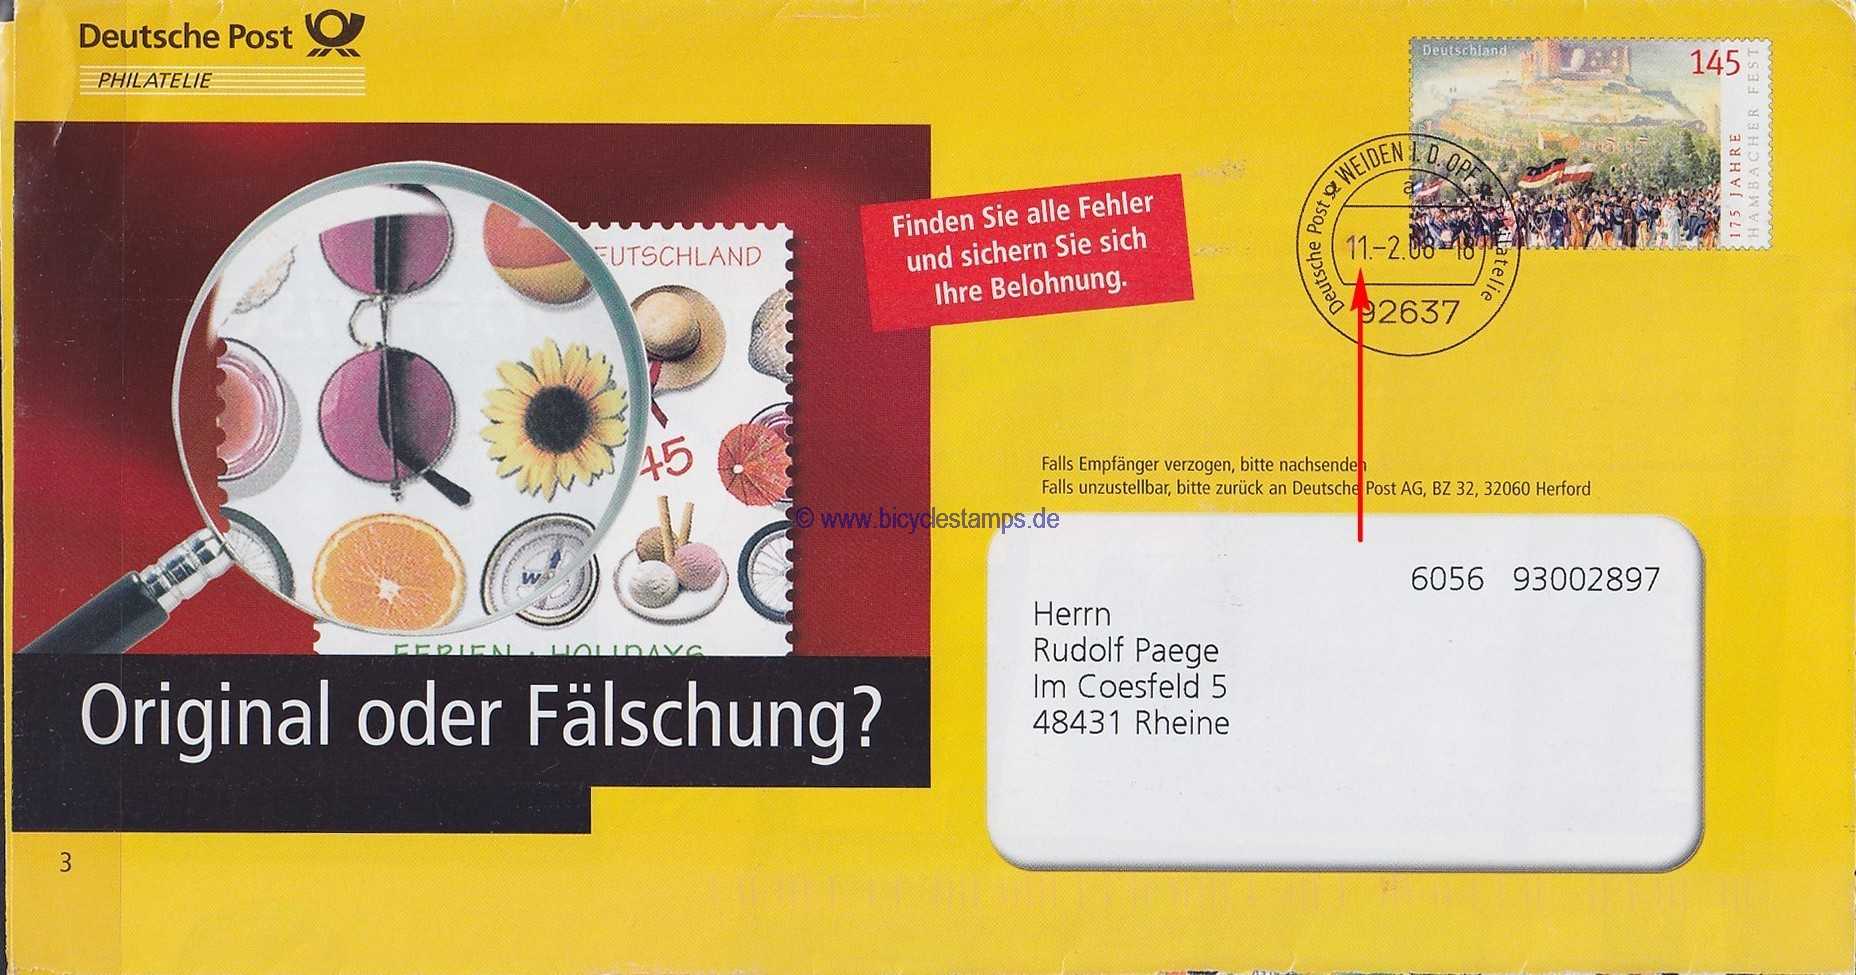 Deutsche Post
PHILATELIE
Deutschland
145
175 JAHRE
HAMBACHER FEST
Deutsche Post WEIDEN I. D. OPF Philatelie
a
11.-2.08-18
92637
Finden Sie alle Fehler
und sichern Sie sich
Ihre Belohnung.
EUTSCHLAND
45
W
FERIEN · HOLIDAYS
© www.bicyclestamps.de
Original oder Fälschung?
3
Falls Empfänger verzogen, bitte nachsenden
Falls unzustellbar, bitte zurück an Deutsche Post AG, BZ 32, 32060 Herford
6056 93002897
Herrn
Rudolf Paege
Im Coesfeld 5
48431 Rheine